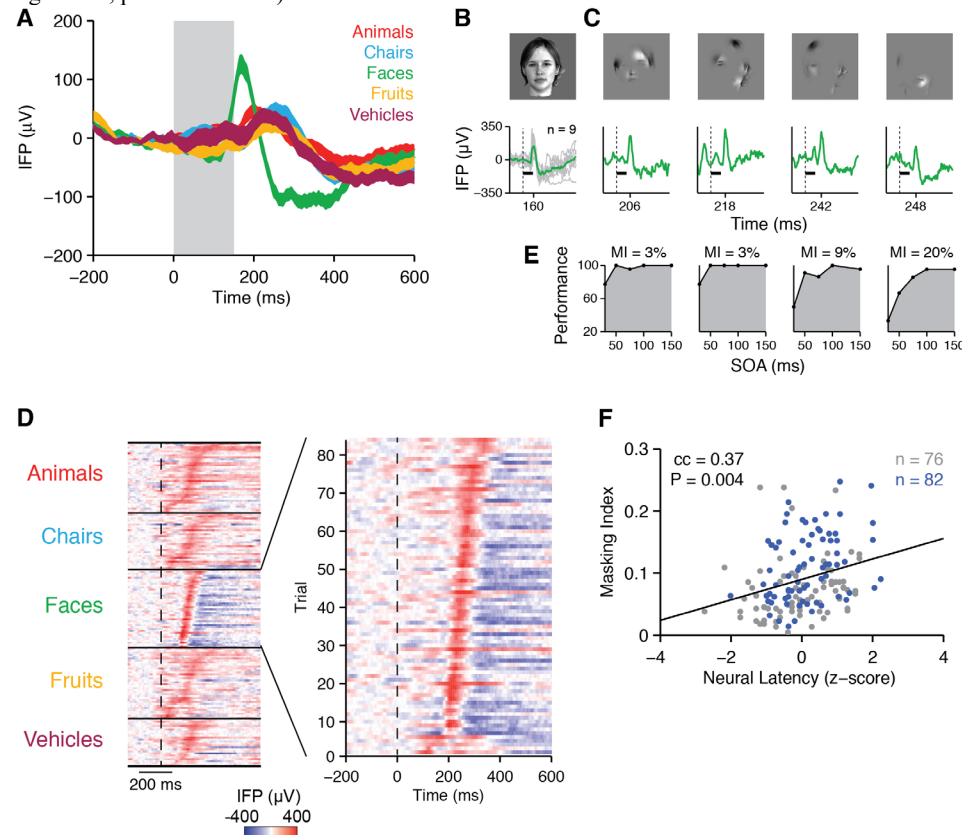 A
200
100
0
−100
−200
IFP (µV)
−200
0
200
400
600
Time (ms)
Animals
Chairs
Faces
Fruits
Vehicles
B
C
350
0
−350
IFP (µV)
n = 9
160
206
218
242
248
Time (ms)
E
MI = 3%
MI = 3%
MI = 9%
MI = 20%
Performance
100
60
20
50 100 150
50 100 150
50 100 150
50 100 150
SOA (ms)
D
Animals
Chairs
Faces
Fruits
Vehicles
200 ms
IFP (µV)
-400 400
Trial
80
70
60
50
40
30
20
10
0
−200
0
200
400
600
Time (ms)
F
cc = 0.37
P = 0.004
n = 76
n = 82
Masking Index
0.3
0.2
0.1
0
−4
−2
0
2
4
Neural Latency (z−score)